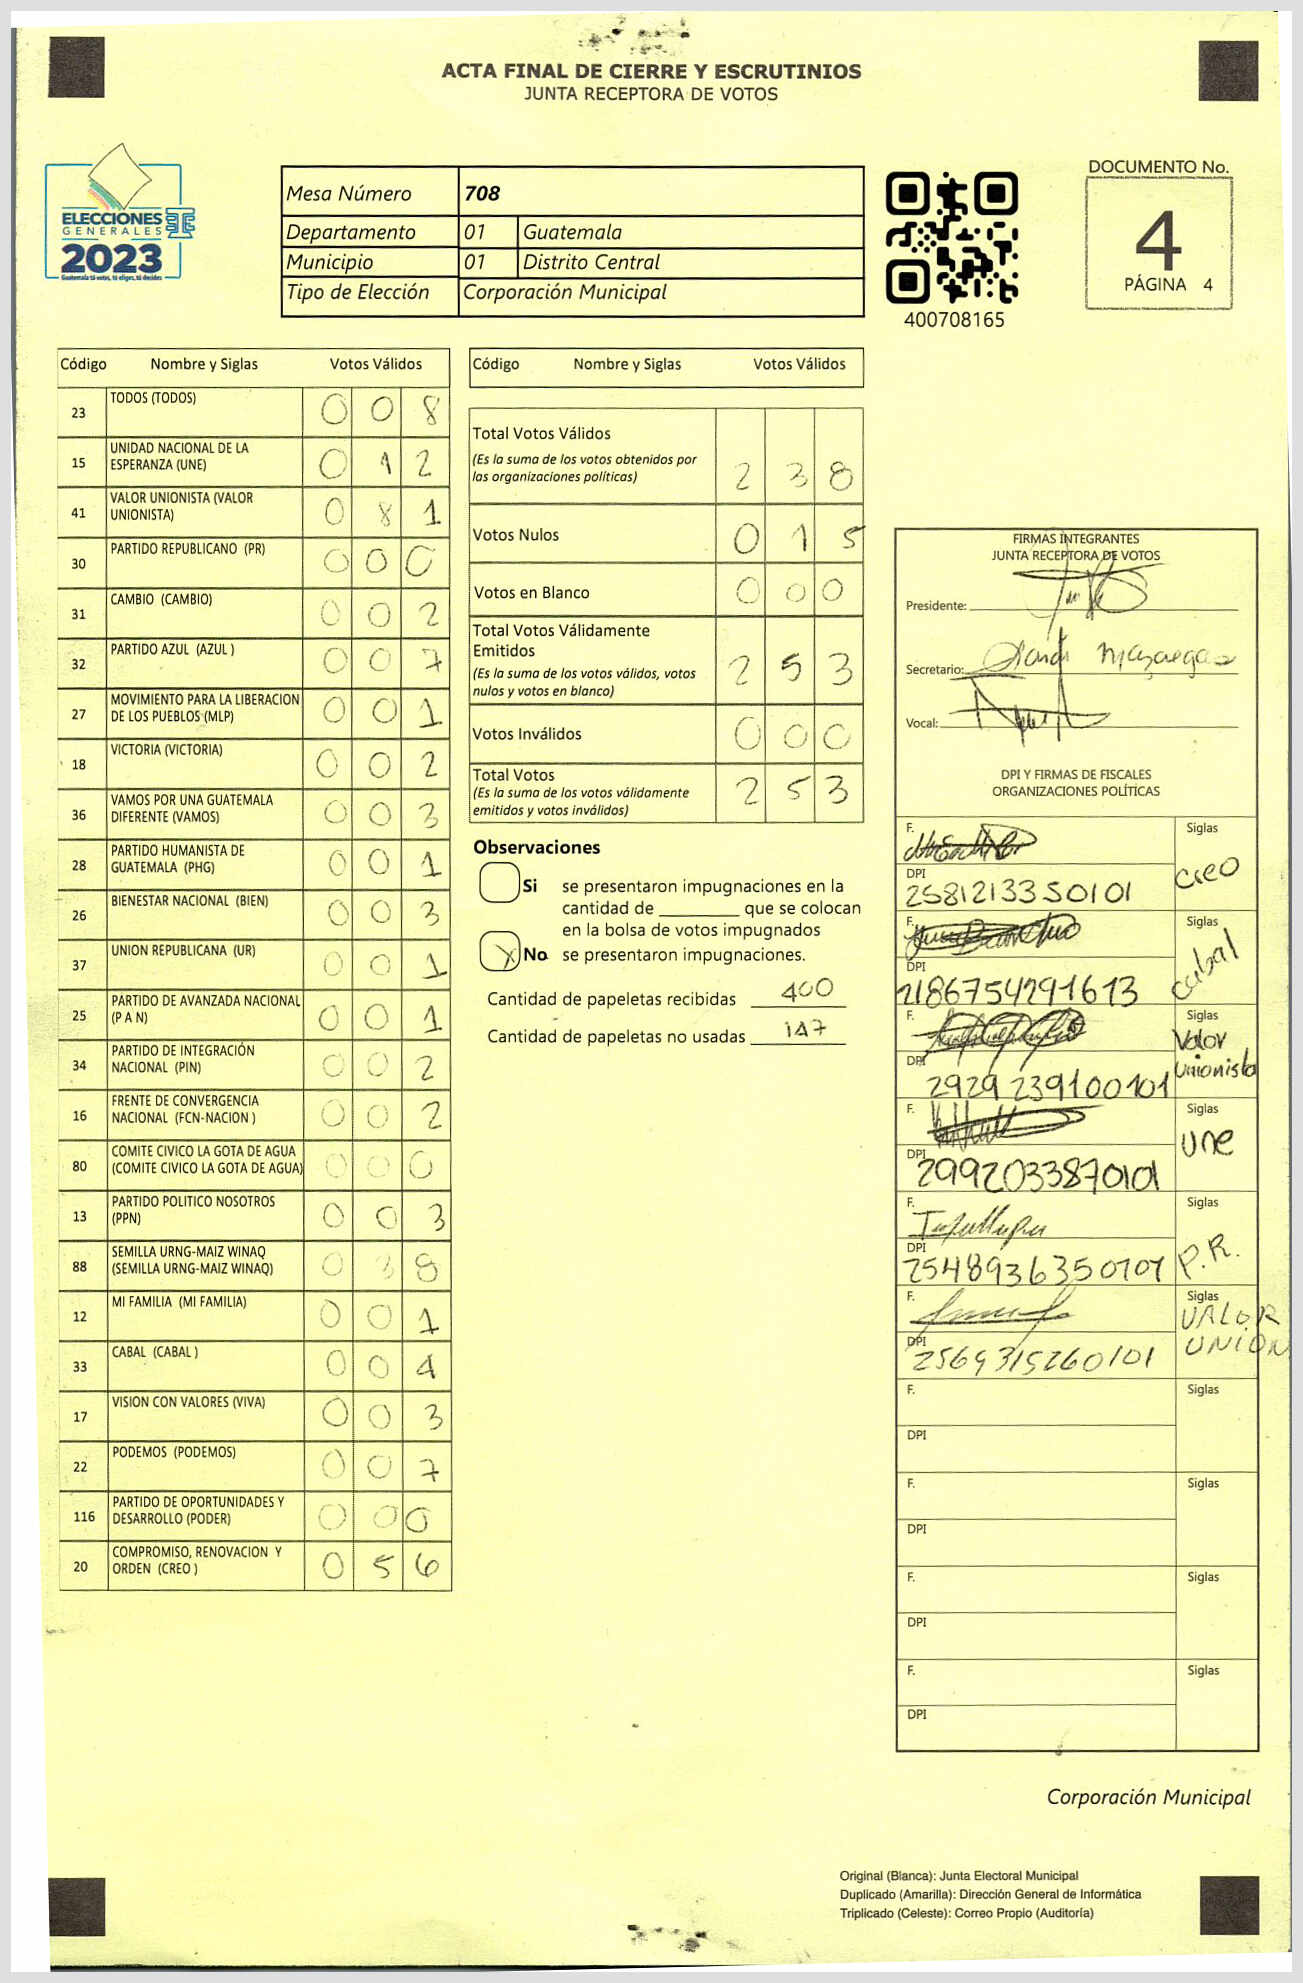 ACTA FINAL DE CIERRE Y ESCRUTINIOS
JUNTA RECEPTORA DE VOTOS
ELECCIONES
GENERALES
2023
Guatemala tú votas, tú eliges, tú decides
Mesa Número 708
Departamento 01 Guatemala
Municipio 01 Distrito Central
Tipo de Elección Corporación Municipal
400708165
DOCUMENTO No.
4
PÁGINA 4
Código Nombre y Siglas Votos Válidos
23 TODOS (TODOS) 0 0 8
15 UNIDAD NACIONAL DE LA
ESPERANZA (UNE) 0 1 2
41 VALOR UNIONISTA (VALOR
UNIONISTA) 0 8 1
30 PARTIDO REPUBLICANO (PR) 0 0 0
31 CAMBIO (CAMBIO) 0 0 2
32 PARTIDO AZUL (AZUL ) 0 0 7
27 MOVIMIENTO PARA LA LIBERACION
DE LOS PUEBLOS (MLP) 0 0 1
18 VICTORIA (VICTORIA) 0 0 2
36 VAMOS POR UNA GUATEMALA
DIFERENTE (VAMOS) 0 0 3
28 PARTIDO HUMANISTA DE
GUATEMALA (PHG) 0 0 1
26 BIENESTAR NACIONAL (BIEN) 0 0 3
37 UNION REPUBLICANA (UR) 0 0 1
25 PARTIDO DE AVANZADA NACIONAL
(P A N) 0 0 1
34 PARTIDO DE INTEGRACIÓN
NACIONAL (PIN) 0 0 2
16 FRENTE DE CONVERGENCIA
NACIONAL (FCN-NACION ) 0 0 2
80 COMITE CIVICO LA GOTA DE AGUA
(COMITE CIVICO LA GOTA DE AGUA) 0 0 0
13 PARTIDO POLITICO NOSOTROS
(PPN) 0 0 3
88 SEMILLA URNG-MAIZ WINAQ
(SEMILLA URNG-MAIZ WINAQ) 0 3 8
12 MI FAMILIA (MI FAMILIA) 0 0 1
33 CABAL (CABAL ) 0 0 4
17 VISION CON VALORES (VIVA) 0 0 3
22 PODEMOS (PODEMOS) 0 0 7
116 PARTIDO DE OPORTUNIDADES Y
DESARROLLO (PODER) 0 0 0
20 COMPROMISO, RENOVACION Y
ORDEN (CREO ) 0 5 6
Código Nombre y Siglas Votos Válidos
Total Votos Válidos
(Es la suma de los votos obtenidos por
las organizaciones políticas) 2 3 8
Votos Nulos 0 1 5
Votos en Blanco 0 0 0
Total Votos Válidamente
Emitidos
(Es la suma de los votos válidos, votos
nulos y votos en blanco) 2 5 3
Votos Inválidos 0 0 0
Total Votos
(Es la suma de los votos válidamente
emitidos y votos inválidos) 2 5 3
Observaciones
Si se presentaron impugnaciones en la
cantidad de ________ que se colocan
en la bolsa de votos impugnados
X No se presentaron impugnaciones.
Cantidad de papeletas recibidas 400
Cantidad de papeletas no usadas 147
FIRMAS INTEGRANTES
JUNTA RECEPTORA DE VOTOS
Presidente:
Secretario:
Vocal:
DPI Y FIRMAS DE FISCALES
ORGANIZACIONES POLÍTICAS
F. Siglas
creo
DPI
2581213350101
F. Siglas
cabal
DPI
2186754291613
F. Siglas
Valor
Unionista
DPI
2929239100101
F. Siglas
une
DPI
2992033870101
F. Siglas
P.R.
DPI
2548936350101
F. Siglas
VALOR
UNION
DPI
2569315260101
F. Siglas
DPI
F. Siglas
DPI
F. Siglas
DPI
F. Siglas
DPI
Corporación Municipal
Original (Blanca): Junta Electoral Municipal
Duplicado (Amarilla): Dirección General de Informática
Triplicado (Celeste): Correo Propio (Auditoría)